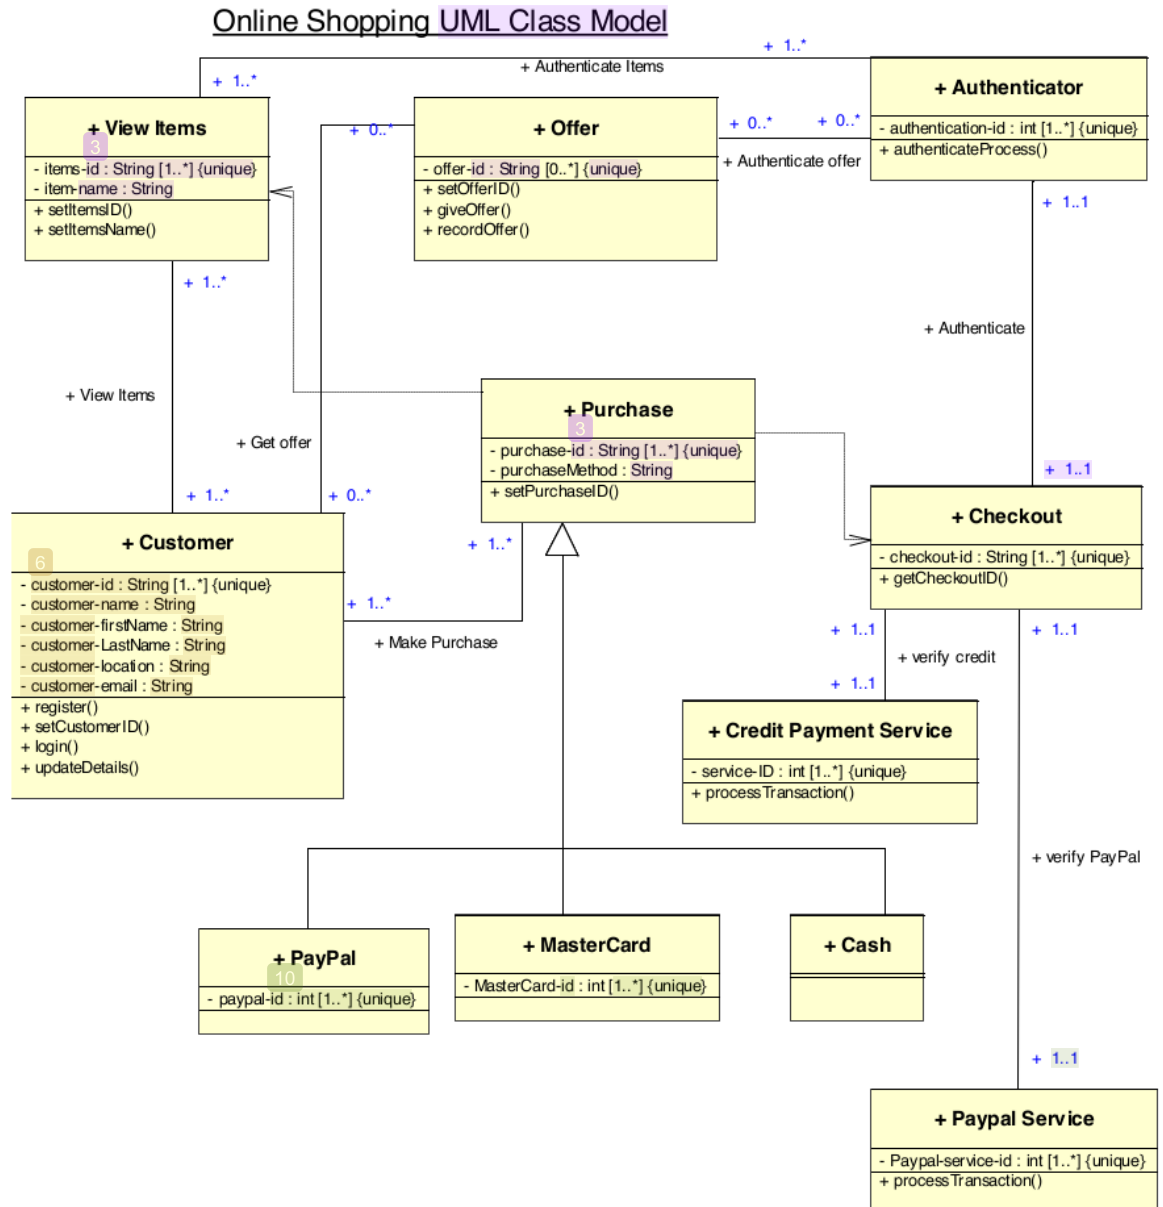 Online Shopping UML Class Model
+ 1..*
+ Authenticate Items
+ 1..*
+ View Items
3
- items-id : String [1..*] {unique}
- item-name : String
+ setItemsID()
+ setItemsName()
+ 0..*
+ Offer
- offer-id : String [0..*] {unique}
+ setOfferID()
+ giveOffer()
+ recordOffer()
+ 0..*
+ 0..*
+ Authenticate offer
+ Authenticator
- authentication-id : int [1..*] {unique}
+ authenticateProcess()
+ 1..1
+ 1..*
+ Authenticate
+ View Items
+ Get offer
+ Purchase
3
- purchase-id : String [1..*] {unique}
- purchaseMethod : String
+ setPurchaseID()
+ 1..1
+ 1..*
+ 0..*
+ Checkout
- checkout-id : String [1..*] {unique}
+ getCheckoutID()
+ Customer
6
- customer-id : String [1..*] {unique}
- customer-name : String
- customer-firstName : String
- customer-LastName : String
- customer-location : String
- customer-email : String
+ register()
+ setCustomerID()
+ login()
+ updateDetails()
+ 1..*
+ 1..*
+ Make Purchase
+ 1..1
+ 1..1
+ verify credit
+ 1..1
+ Credit Payment Service
- service-ID : int [1..*] {unique}
+ processTransaction()
+ verify PayPal
+ PayPal
10
- paypal-id : int [1..*] {unique}
+ MasterCard
- MasterCard-id : int [1..*] {unique}
+ Cash
+ 1..1
+ Paypal Service
- Paypal-service-id : int [1..*] {unique}
+ processTransaction()